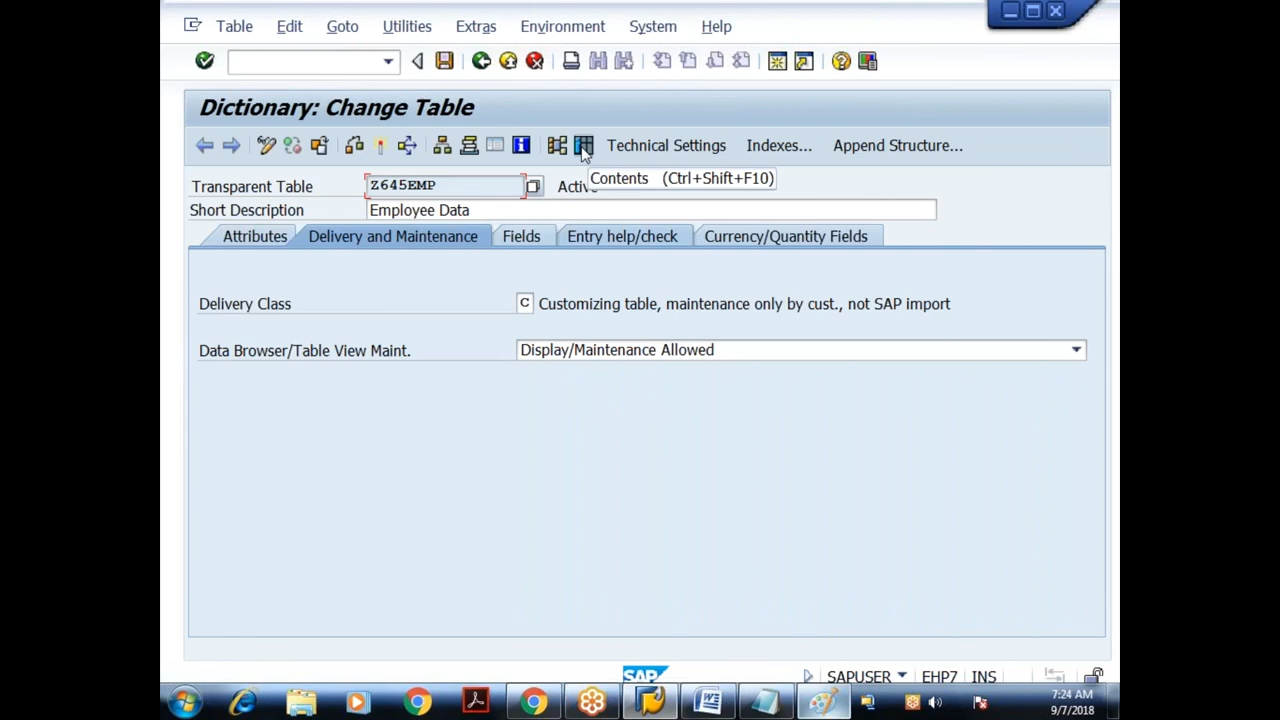 Table Edit Goto Utilities Extras Environment System Help
Dictionary: Change Table
Technical Settings Indexes... Append Structure...
Transparent Table Z645EMP
Contents (Ctrl+Shift+F10)
Short Description Employee Data
Attributes Delivery and Maintenance Fields Entry help/check Currency/Quantity Fields
Delivery Class C Customizing table, maintenance only by cust., not SAP import
Data Browser/Table View Maint. Display/Maintenance Allowed
SAP SAPUSER EHP7 INS
7:24 AM
9/7/2018